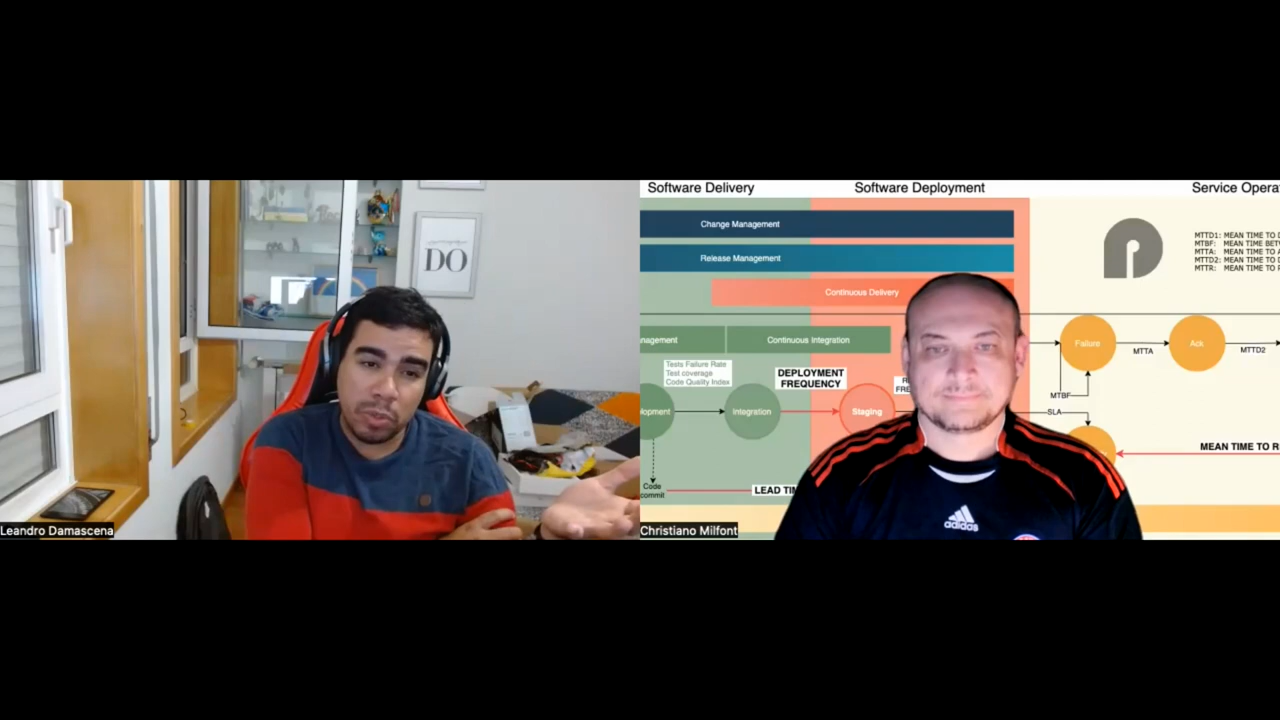 DO
Leandro Damascena
Software Delivery
Software Deployment
Service Opera
Change Management
Release Management
Continuous Delivery
MTTD1: MEAN TIME TO D
MTBF: MEAN TIME BET
MTTA: MEAN TIME TO A
MTTD2: MEAN TIME TO D
MTTR: MEAN TIME TO R
nagement
Continuous Integration
Tests Failure Rate
Test coverage
Code Quality Index
DEPLOYMENT
FREQUENCY
R
FRE
Failure
MTTA
Ack
MTTD2
MTBF
lopment
Integration
Staging
SLA
MEAN TIME TO R
Code
commit
LEAD TIM
adidas
Christiano Milfont